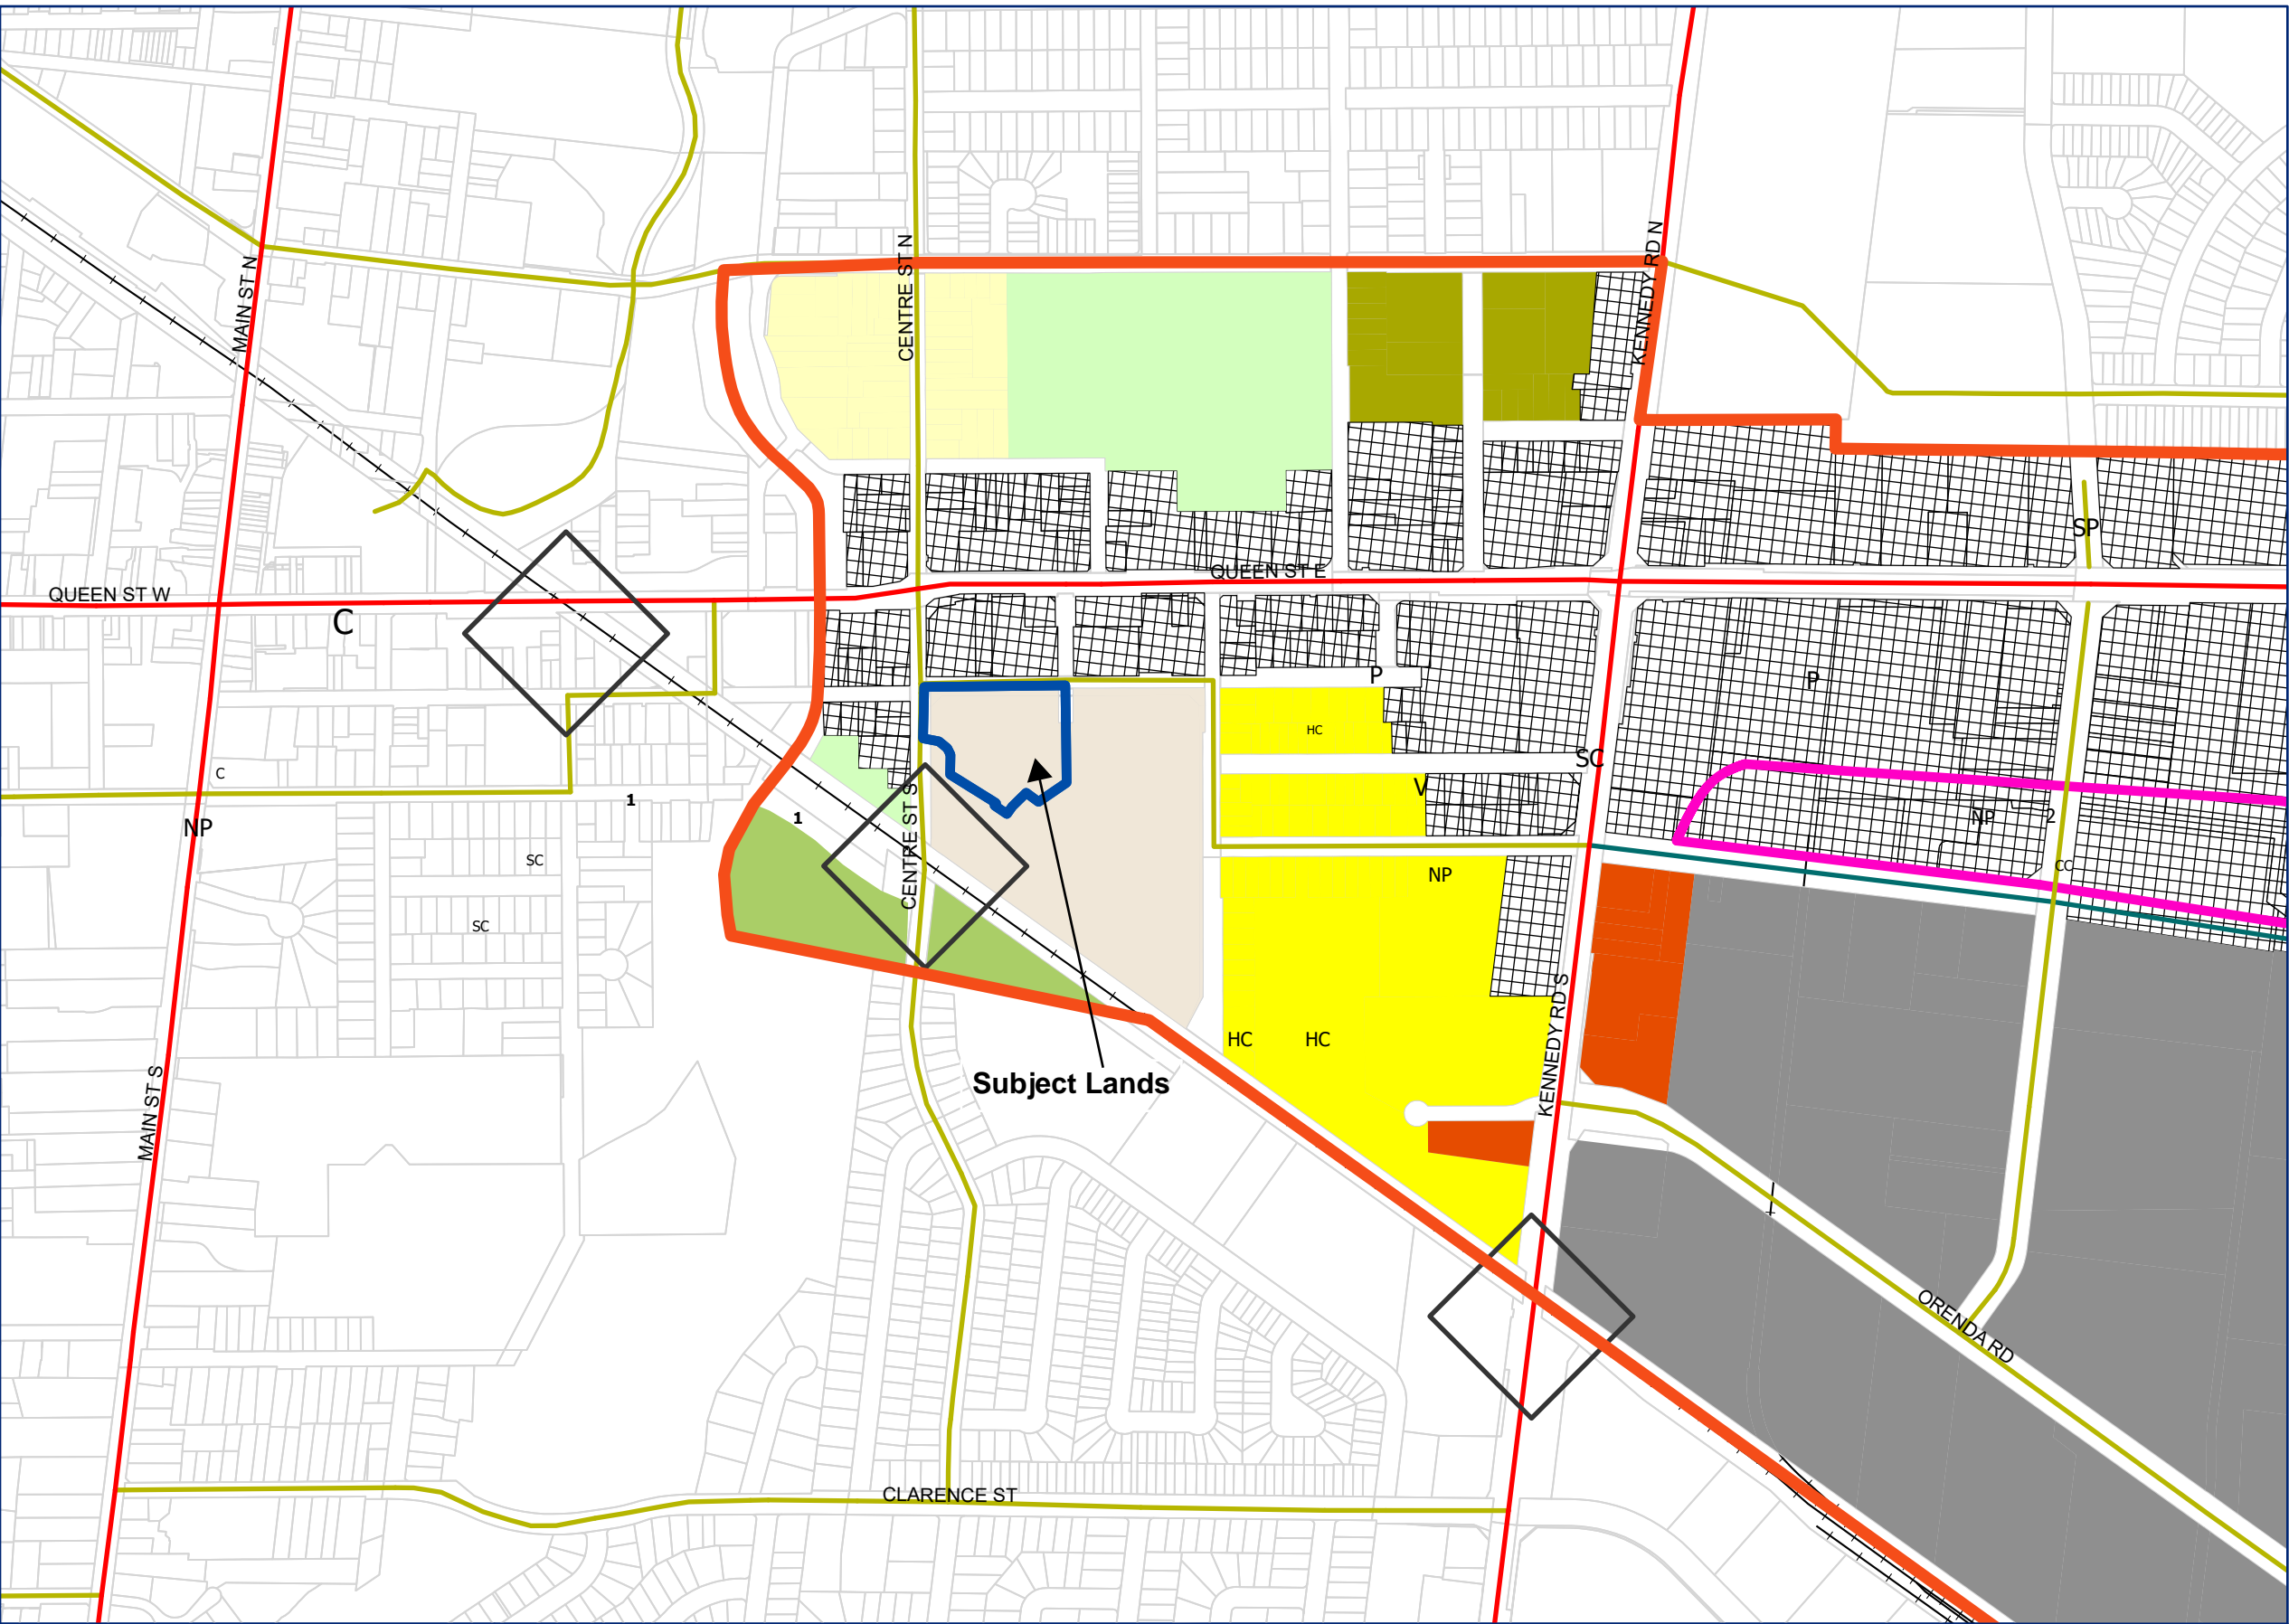 CENTRE ST N
KENNEDY RD N
MAIN ST N
SP
QUEEN ST E
QUEEN ST W
C
P
P
HC
SC
C
V
1
1
NP
NP
2
SC
CC
NP
CENTRE ST S
SC
KENNEDY RD S
HC
HC
Subject Lands
MAIN ST S
ORENDA RD
CLARENCE ST